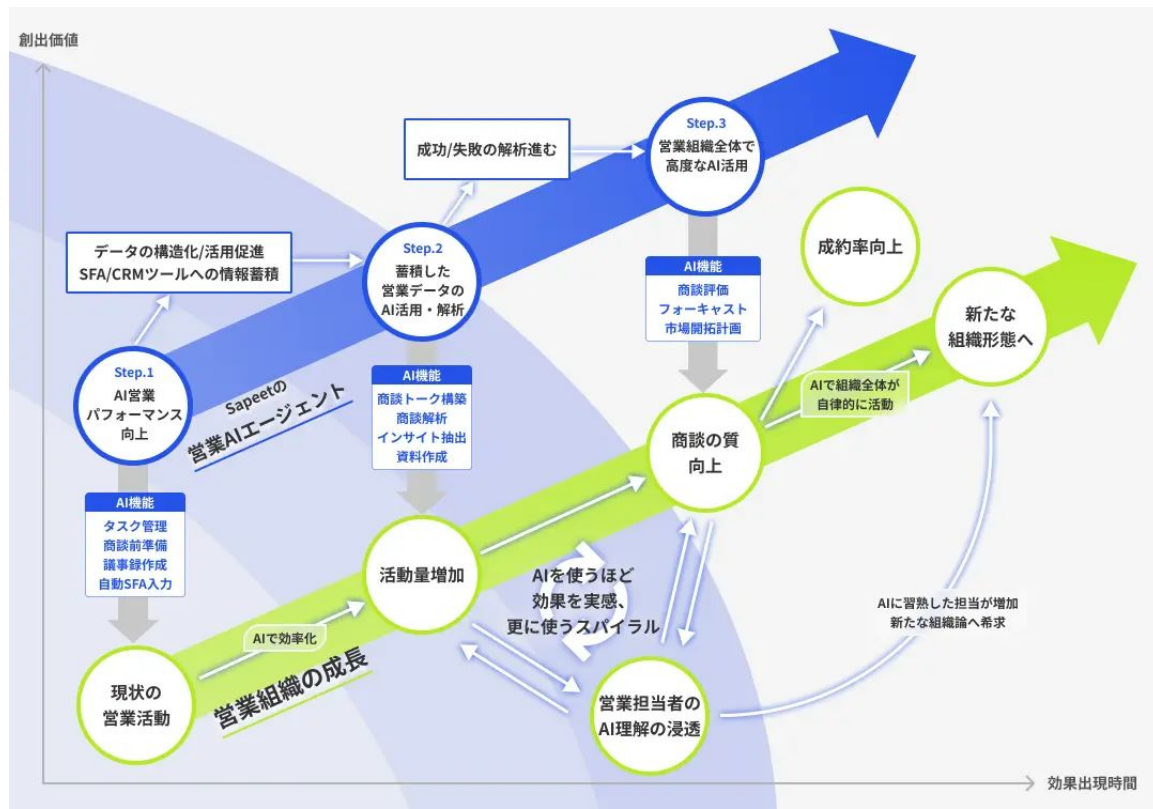 創出価値
Step.3
営業組織全体で
高度なAI活用
成功/失敗の解析進む
データの構造化/活用促進
SFA/CRMツールへの情報蓄積
Step.2
蓄積した
営業データの
AI活用・解析
成約率向上
AI機能
商談評価
フォーキャスト
市場開拓計画
新たな
組織形態へ
Step.1
AI営業
パフォーマンス
向上
Sapeetの
営業AIエージェント
AI機能
商談トーク構築
商談解析
インサイト抽出
資料作成
AIで組織全体が
自律的に活動
商談の質
向上
AI機能
タスク管理
商談前準備
議事録作成
自動SFA入力
活動量増加
AIを使うほど
効果を実感、
更に使うスパイラル
AIに習熟した担当が増加
新たな組織論へ希求
AIで効率化
営業組織の成長
現状の
営業活動
営業担当者の
AI理解の浸透
効果出現時間